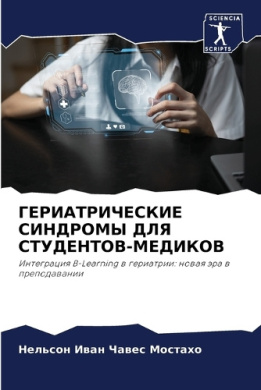 SCIENCIA
SCRIPTS
ГЕРИАТРИЧЕСКИЕ
СИНДРОМЫ ДЛЯ
СТУДЕНТОВ-МЕДИКОВ
Интеграция B-Learning в гериатрии: новая эра в
преподавании
Нельсон Иван Чавес Мостахо